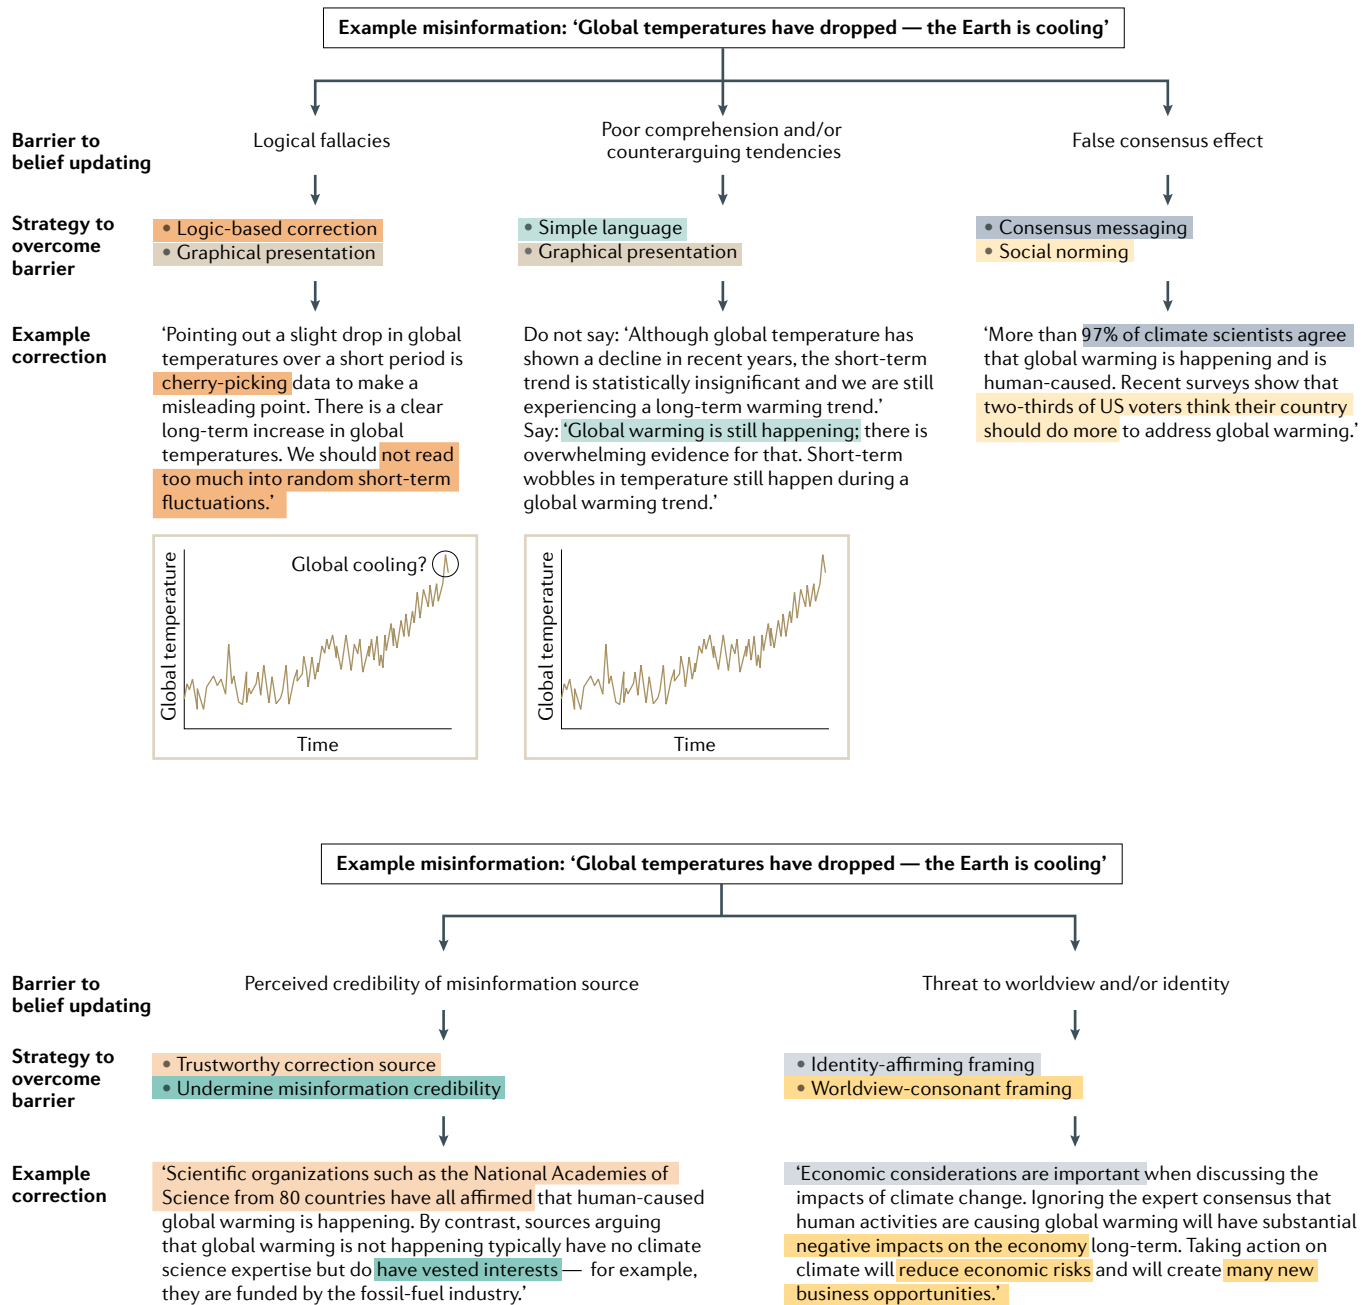 Example misinformation: ‘Global temperatures have dropped — the Earth is cooling’
Barrier to
belief updating
Logical fallacies
Poor comprehension and/or
counterarguing tendencies
False consensus effect
Strategy to
overcome
barrier
• Logic-based correction
• Graphical presentation
• Simple language
• Graphical presentation
• Consensus messaging
• Social norming
Example
correction
‘Pointing out a slight drop in global
temperatures over a short period is
cherry-picking data to make a
misleading point. There is a clear
long-term increase in global
temperatures. We should not read
too much into random short-term
fluctuations.’
Do not say: ‘Although global temperature has
shown a decline in recent years, the short-term
trend is statistically insignificant and we are still
experiencing a long-term warming trend.’
Say: ‘Global warming is still happening; there is
overwhelming evidence for that. Short-term
wobbles in temperature still happen during a
global warming trend.’
‘More than 97% of climate scientists agree
that global warming is happening and is
human-caused. Recent surveys show that
two-thirds of US voters think their country
should do more to address global warming.’
Global temperature
Global cooling?
Time
Global temperature
Time
Example misinformation: ‘Global temperatures have dropped — the Earth is cooling’
Barrier to
belief updating
Perceived credibility of misinformation source
Threat to worldview and/or identity
Strategy to
overcome
barrier
• Trustworthy correction source
• Undermine misinformation credibility
• Identity-affirming framing
• Worldview-consonant framing
Example
correction
‘Scientific organizations such as the National Academies of
Science from 80 countries have all affirmed that human-caused
global warming is happening. By contrast, sources arguing
that global warming is not happening typically have no climate
science expertise but do have vested interests — for example,
they are funded by the fossil-fuel industry.’
‘Economic considerations are important when discussing the
impacts of climate change. Ignoring the expert consensus that
human activities are causing global warming will have substantial
negative impacts on the economy long-term. Taking action on
climate will reduce economic risks and will create many new
business opportunities.’